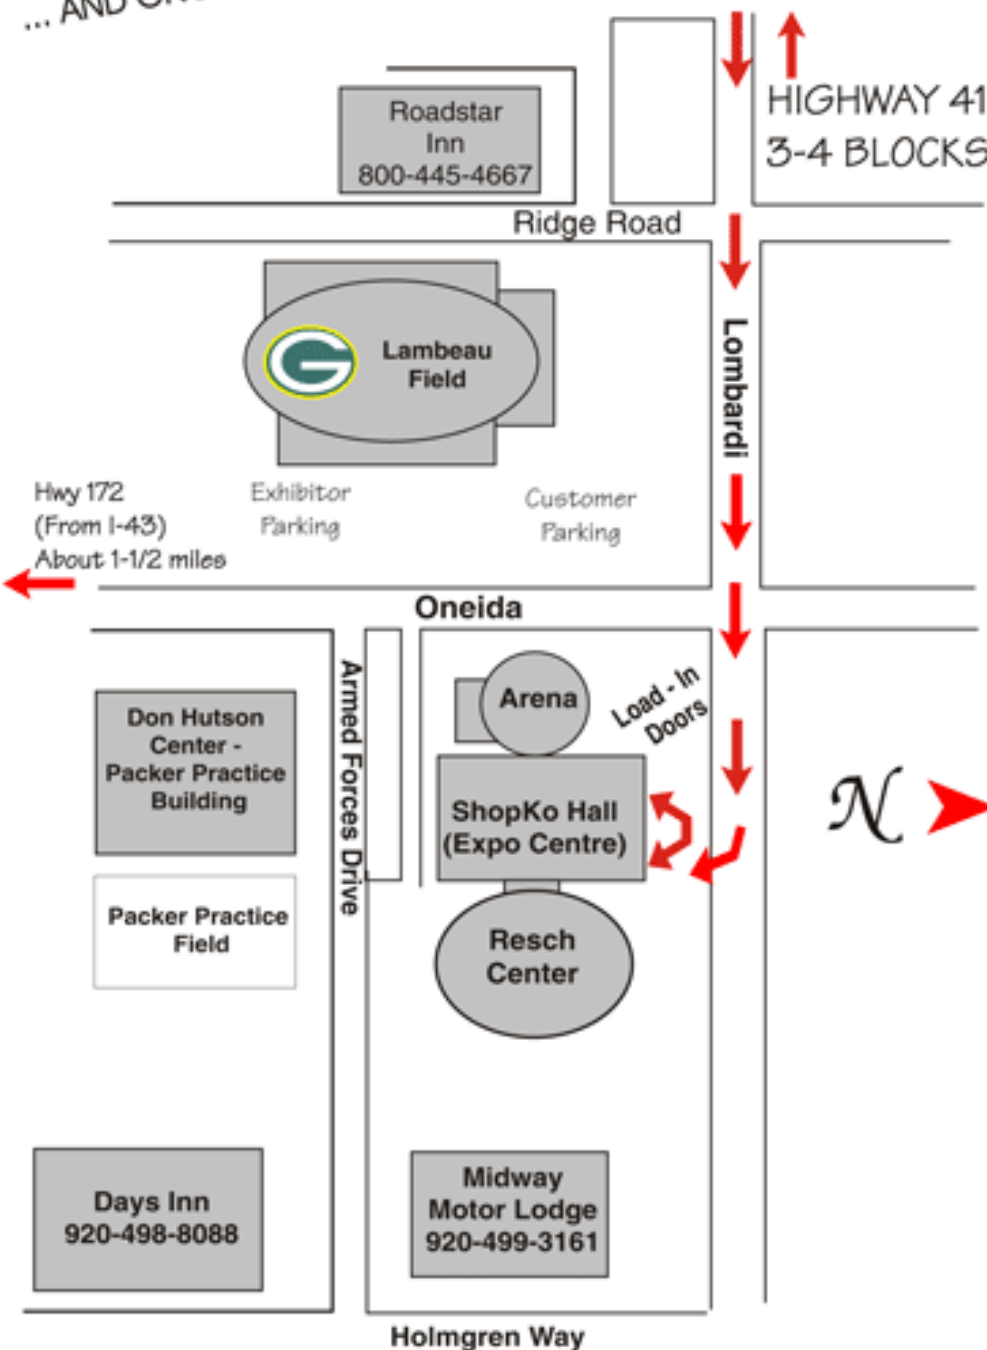 ... AND
Roadstar
Inn
800-445-4667
HIGHWAY 41
3-4 BLOCKS
Ridge Road
Lombardi
G
Lambeau
Field
Hwy 172
(From I-43)
About 1-1/2 miles
Exhibitor
Parking
Customer
Parking
Oneida
Armed Forces Drive
Don Hutson
Center -
Packer Practice
Building
Arena
Load - In
Doors
ShopKo Hall
(Expo Centre)
N
Packer Practice
Field
Resch
Center
Days Inn
920-498-8088
Midway
Motor Lodge
920-499-3161
Holmgren Way